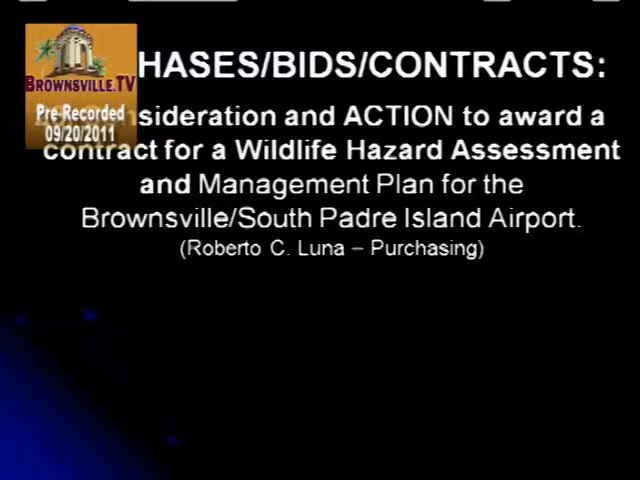 BROWNSVILLE.TV
Pre-Recorded
09/20/2011
HASES/BIDS/CONTRACTS:
sideration and ACTION to award a
contract for a Wildlife Hazard Assessment
and Management Plan for the
Brownsville/South Padre Island Airport.
(Roberto C. Luna – Purchasing)